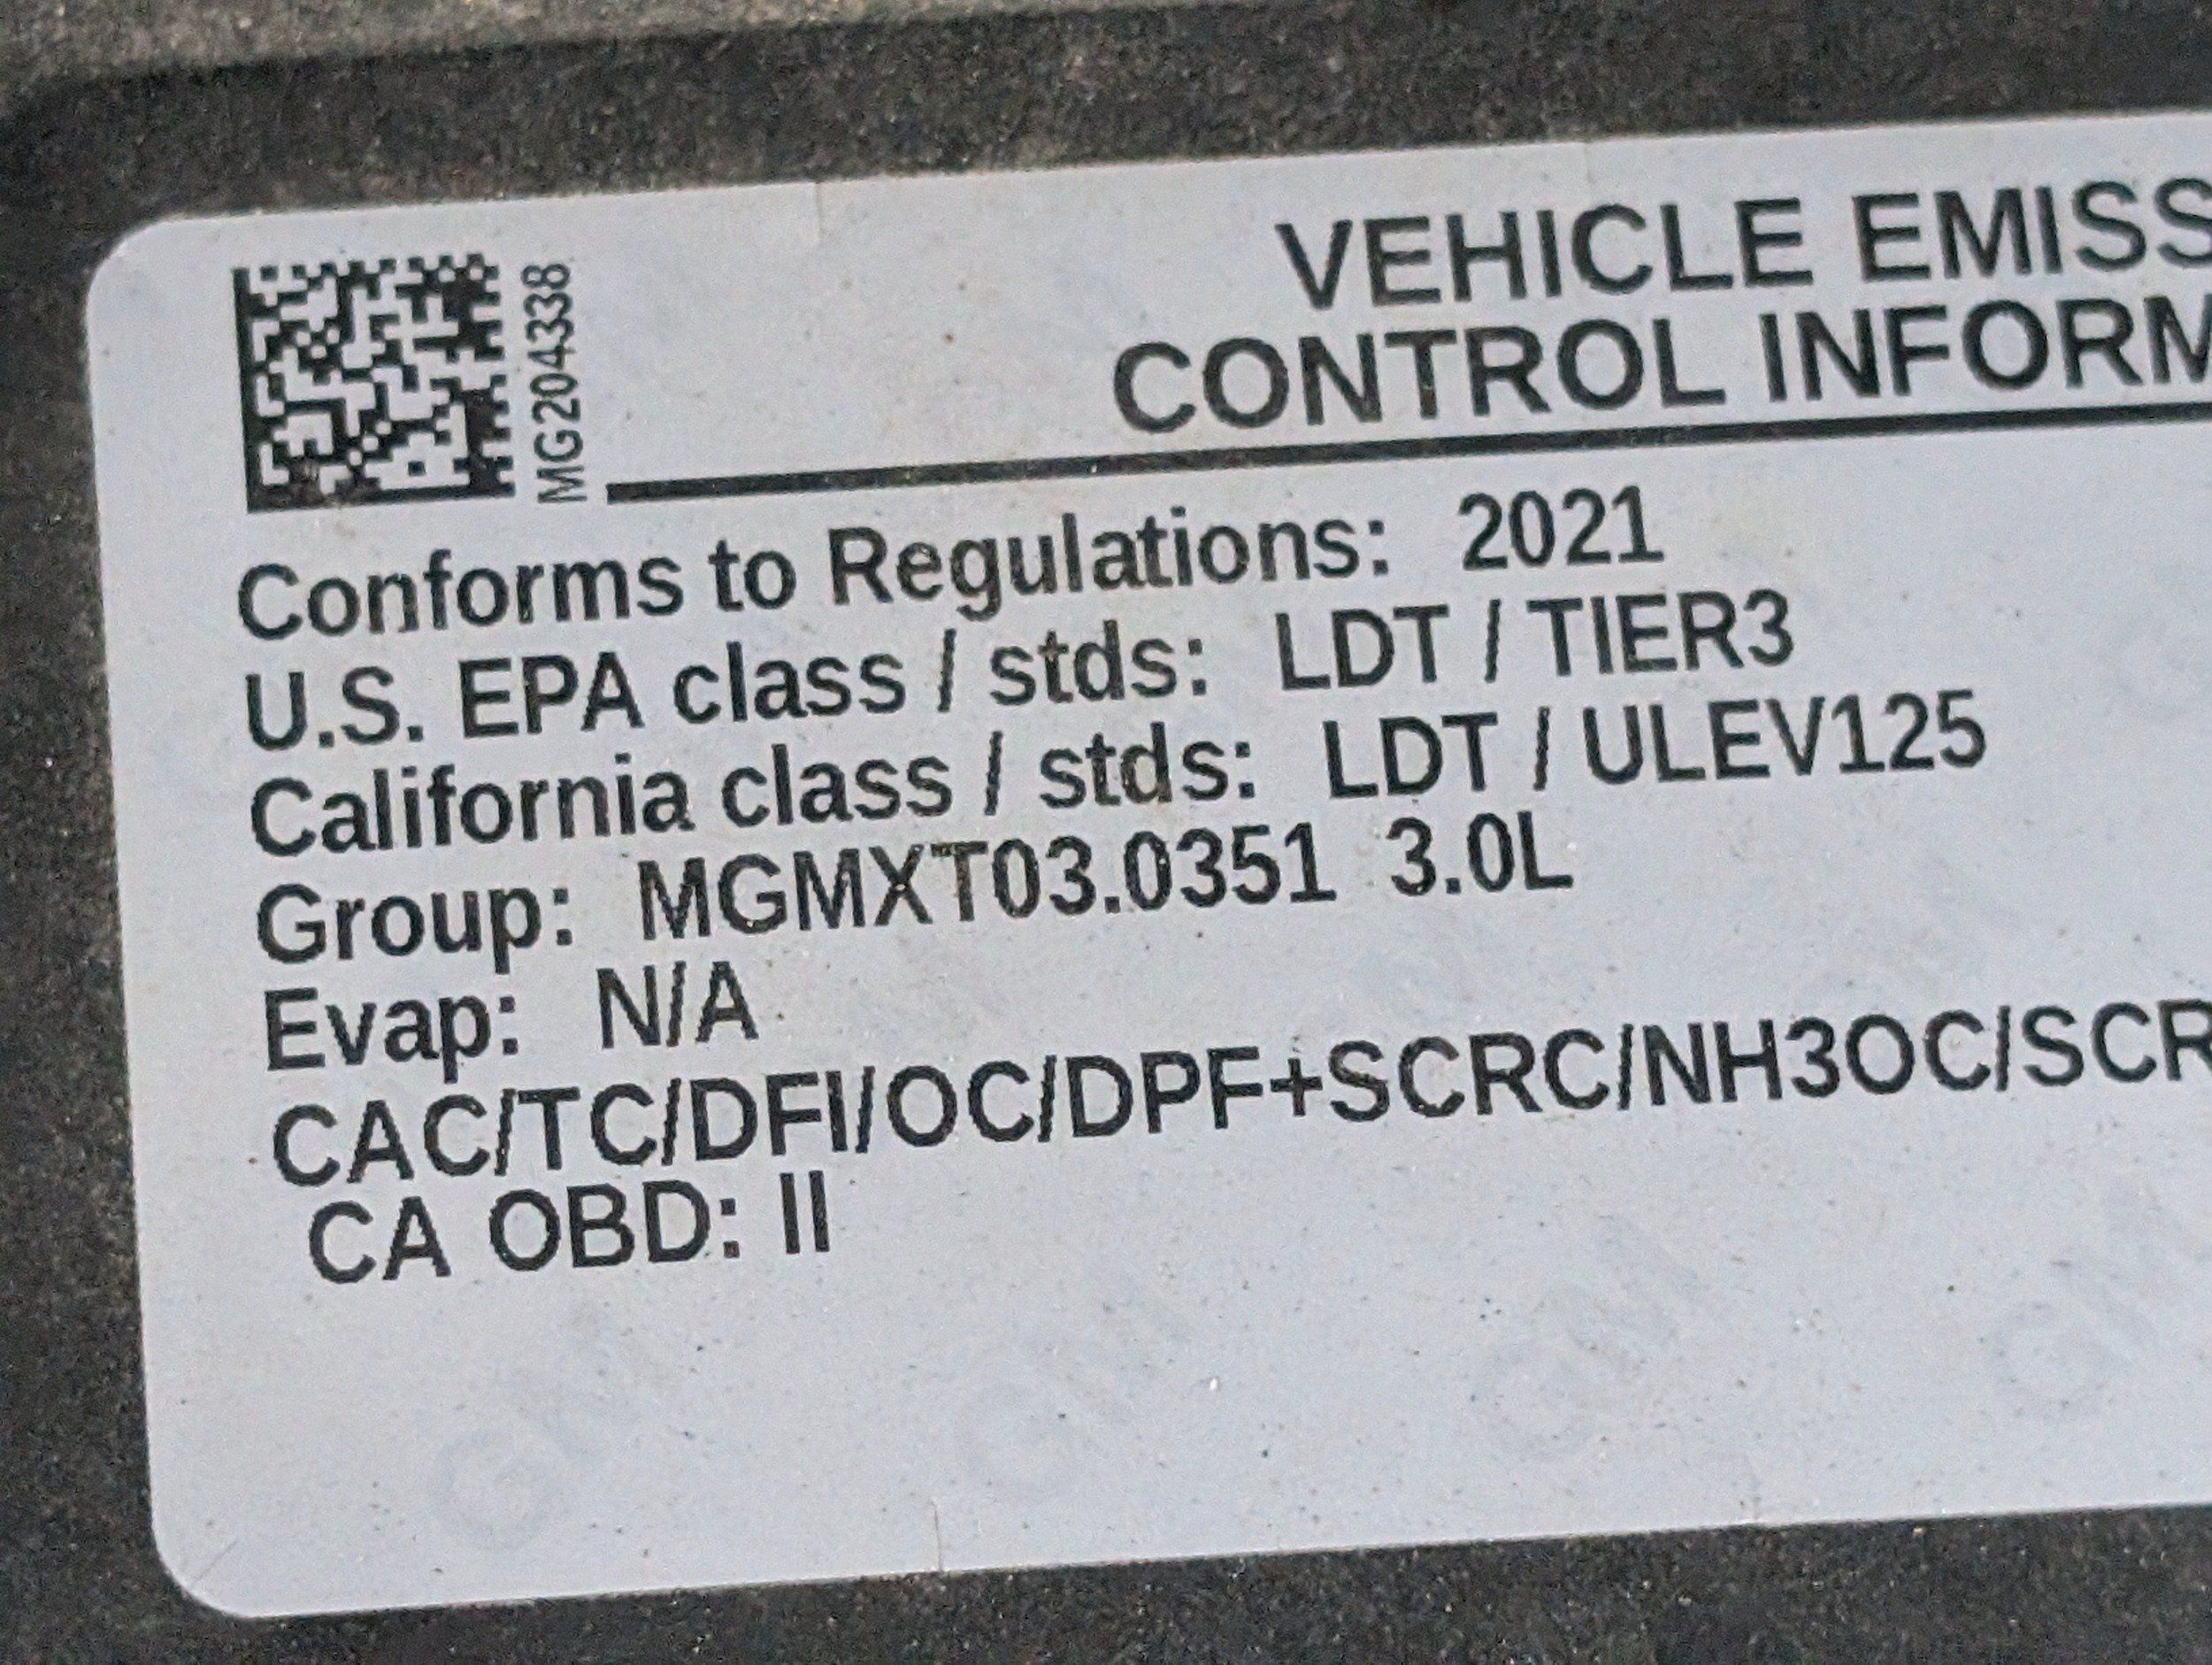 MG204338
VEHICLE EMISS
CONTROL INFORM
Conforms to Regulations: 2021
U.S. EPA class / stds: LDT / TIER3
California class / stds: LDT / ULEV125
Group: MGMXT03.0351 3.0L
Evap: N/A
CAC/TC/DFI/OC/DPF+SCRC/NH3OC/SCR
CA OBD: II